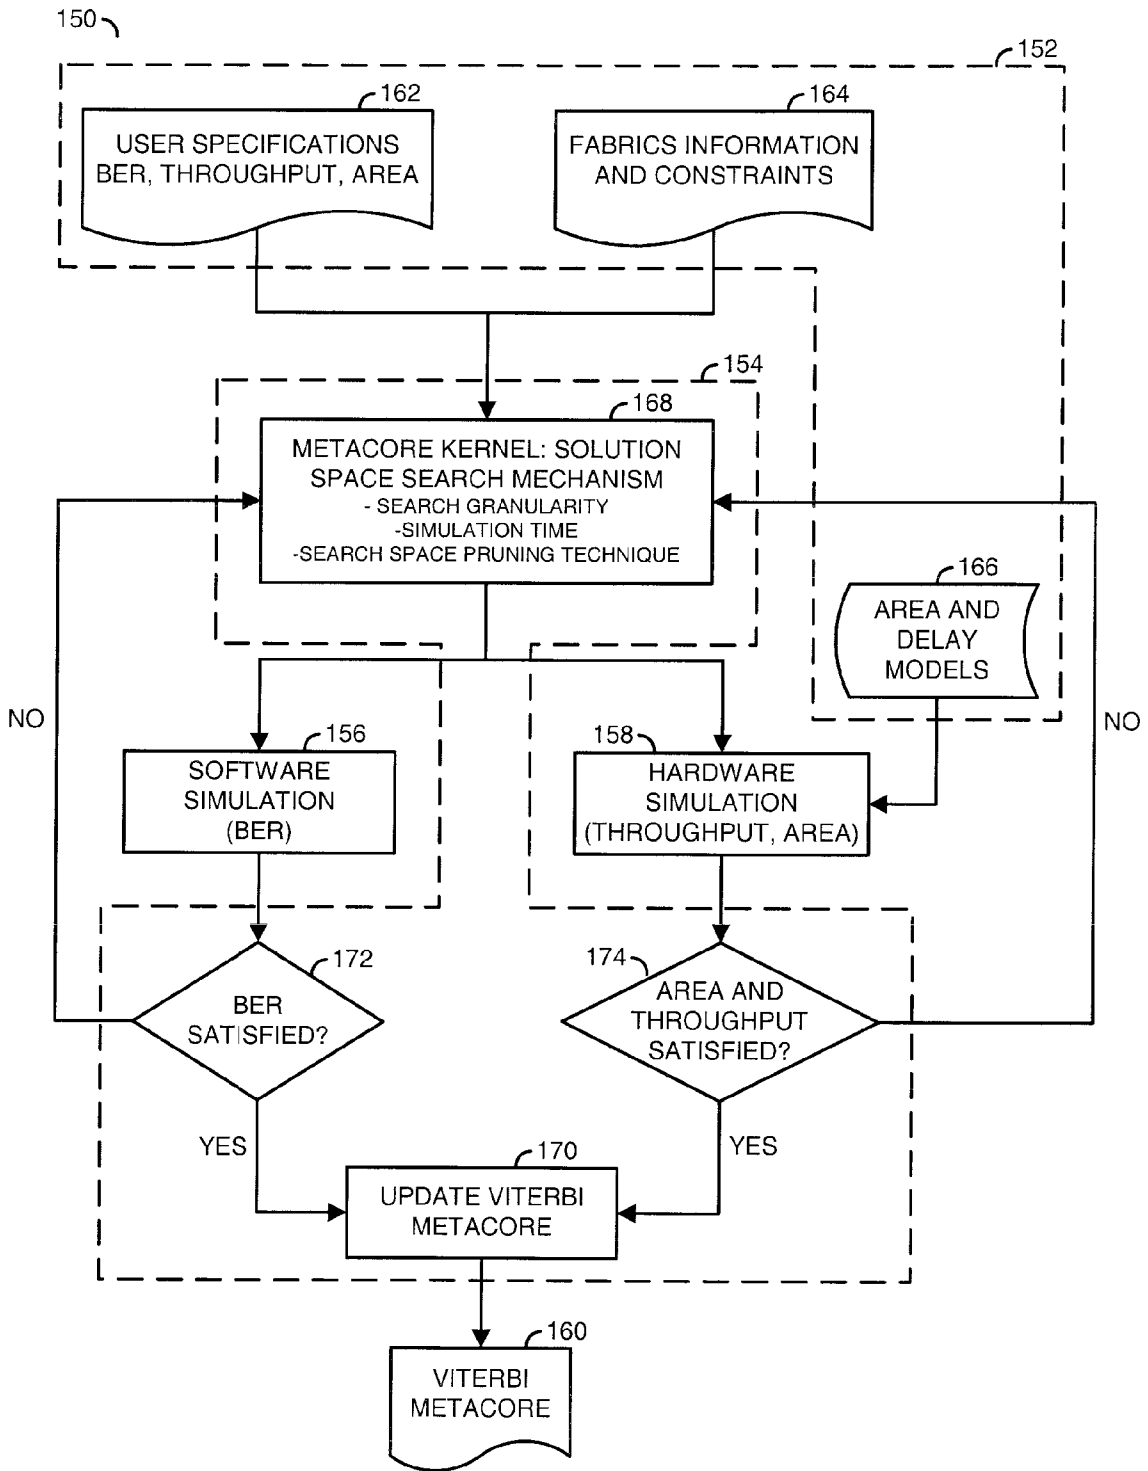 150
152
162
USER SPECIFICATIONS
BER, THROUGHPUT, AREA
164
FABRICS INFORMATION
AND CONSTRAINTS
154
168
METACORE KERNEL: SOLUTION
SPACE SEARCH MECHANISM
- SEARCH GRANULARITY
-SIMULATION TIME
-SEARCH SPACE PRUNING TECHNIQUE
166
AREA AND
DELAY
MODELS
NO
NO
156
SOFTWARE
SIMULATION
(BER)
158
HARDWARE
SIMULATION
(THROUGHPUT, AREA)
172
BER
SATISFIED?
174
AREA AND
THROUGHPUT
SATISFIED?
YES
YES
170
UPDATE VITERBI
METACORE
160
VITERBI
METACORE